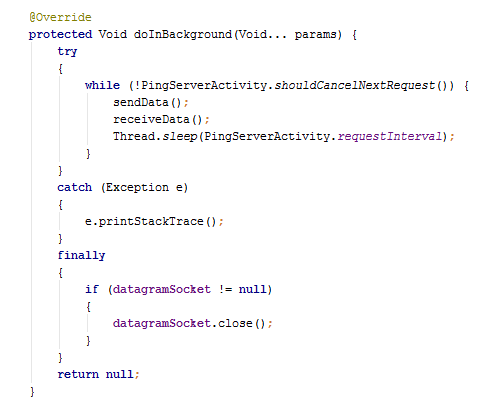 @Override
protected Void doInBackground(Void... params) {
    try
    {
        while (!PingServerActivity.shouldCancelNextRequest()) {
            sendData();
            receiveData();
            Thread.sleep(PingServerActivity.requestInterval);
        }
    }
    catch (Exception e)
    {
        e.printStackTrace();
    }
    finally
    {
        if (datagramSocket != null)
        {
            datagramSocket.close();
        }
    }
    return null;
}